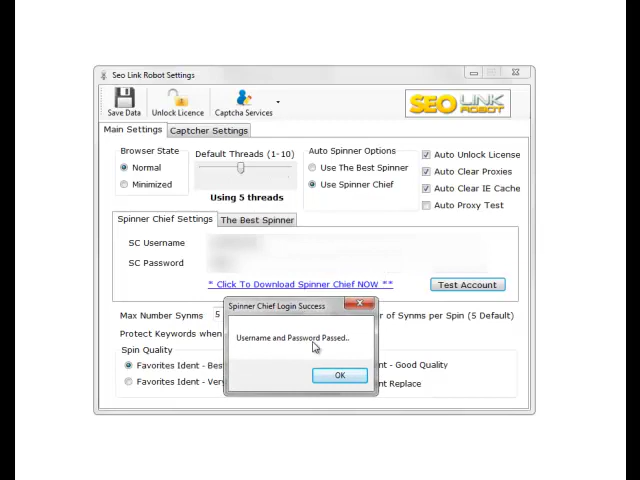 Seo Link Robot Settings
Save Data
Unlock Licence
Captcha Services
SEO LINK ROBOT
Main Settings
Captcher Settings
Browser State
Normal
Minimized
Default Threads (1-10)
Using 5 threads
Auto Spinner Options
Use The Best Spinner
Use Spinner Chief
Auto Unlock License
Auto Clear Proxies
Auto Clear IE Cache
Auto Proxy Test
Spinner Chief Settings
The Best Spinner
SC Username
SC Password
* Click To Download Spinner Chief NOW **
Test Account
Max Number Synms
5
r of Synms per Spin (5 Default)
Protect Keywords when
Spin Quality
Favorites Ident - Bes
nt - Good Quality
Favorites Ident - Very
nt Replace
Spinner Chief Login Success
Username and Password Passed..
OK